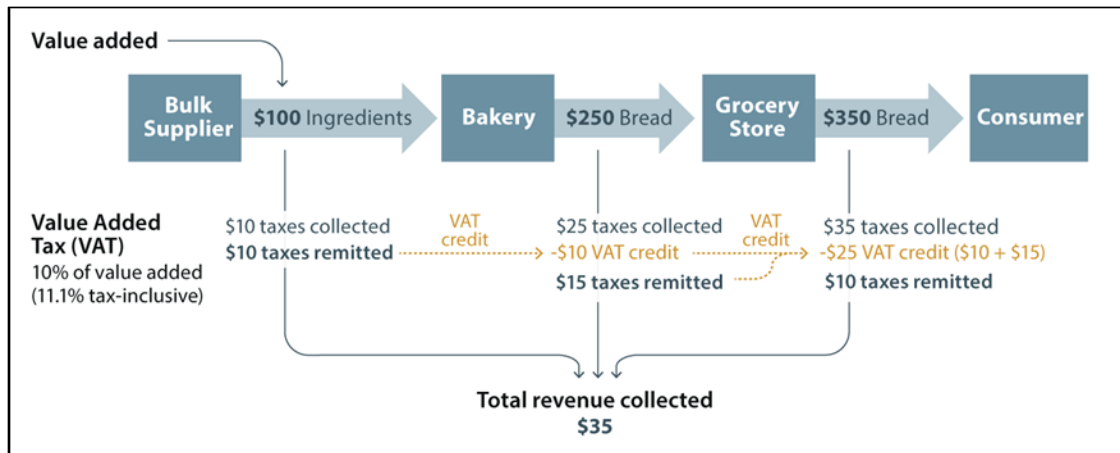 Value added
Bulk
Supplier
$100 Ingredients
Bakery
$250 Bread
Grocery
Store
$350 Bread
Consumer
Value Added
Tax (VAT)
10% of value added
(11.1% tax-inclusive)
$10 taxes collected
$10 taxes remitted
VAT
credit
$25 taxes collected
-$10 VAT credit
$15 taxes remitted
VAT
credit
$35 taxes collected
-$25 VAT credit ($10 + $15)
$10 taxes remitted
Total revenue collected
$35